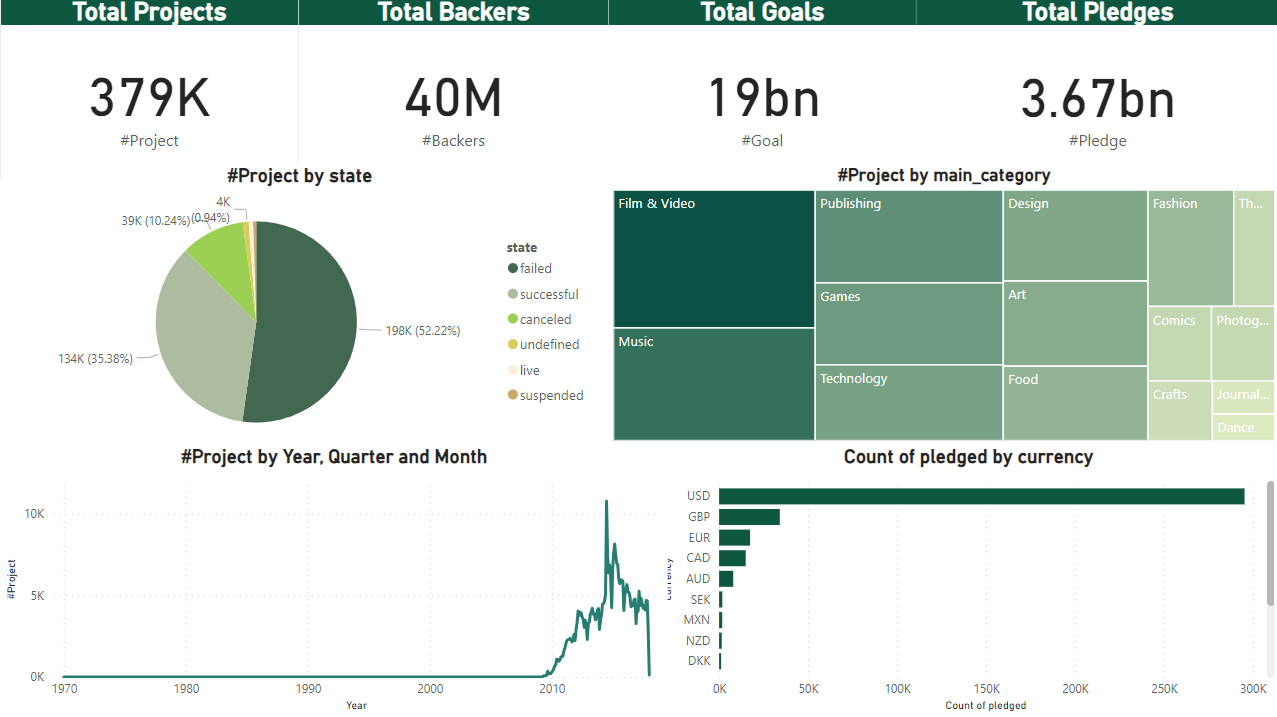 Total Projects
Total Backers
Total Goals
Total Pledges
379K
#Project
40M
#Backers
19bn
#Goal
3.67bn
#Pledge
#Project by state
4K
(0.94%)
39K (10.24%)
134K (35.38%)
198K (52.22%)
state
failed
successful
canceled
undefined
live
suspended
#Project by main_category
Film & Video
Music
Publishing
Games
Technology
Design
Art
Food
Fashion
Th...
Comics
Photog...
Crafts
Journal...
Dance
#Project by Year, Quarter and Month
#Project
10K
5K
0K
1970
1980
1990
2000
2010
Year
Count of pledged by currency
currency
USD
GBP
EUR
CAD
AUD
SEK
MXN
NZD
DKK
0K
50K
100K
150K
200K
250K
300K
Count of pledged